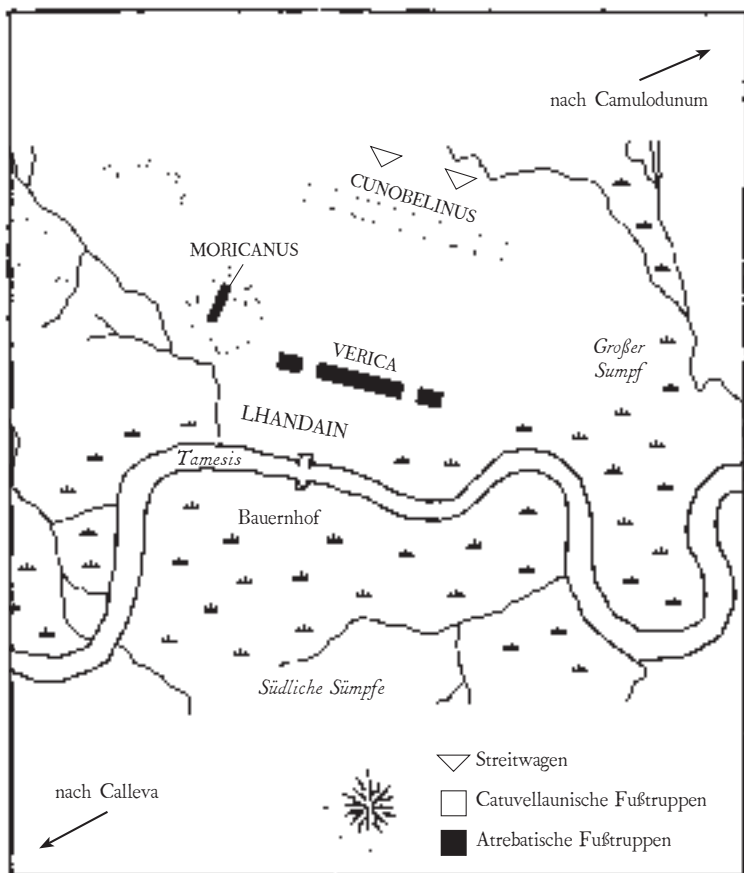 nach Camulodunum
CUNOBELINUS
MORICANUS
VERICA
Großer
Sumpf
LHANDAIN
Tamesis
Bauernhof
Südliche Sümpfe
nach Calleva
Streitwagen
Catuvellaunische Fußtruppen
Atrebatische Fußtruppen